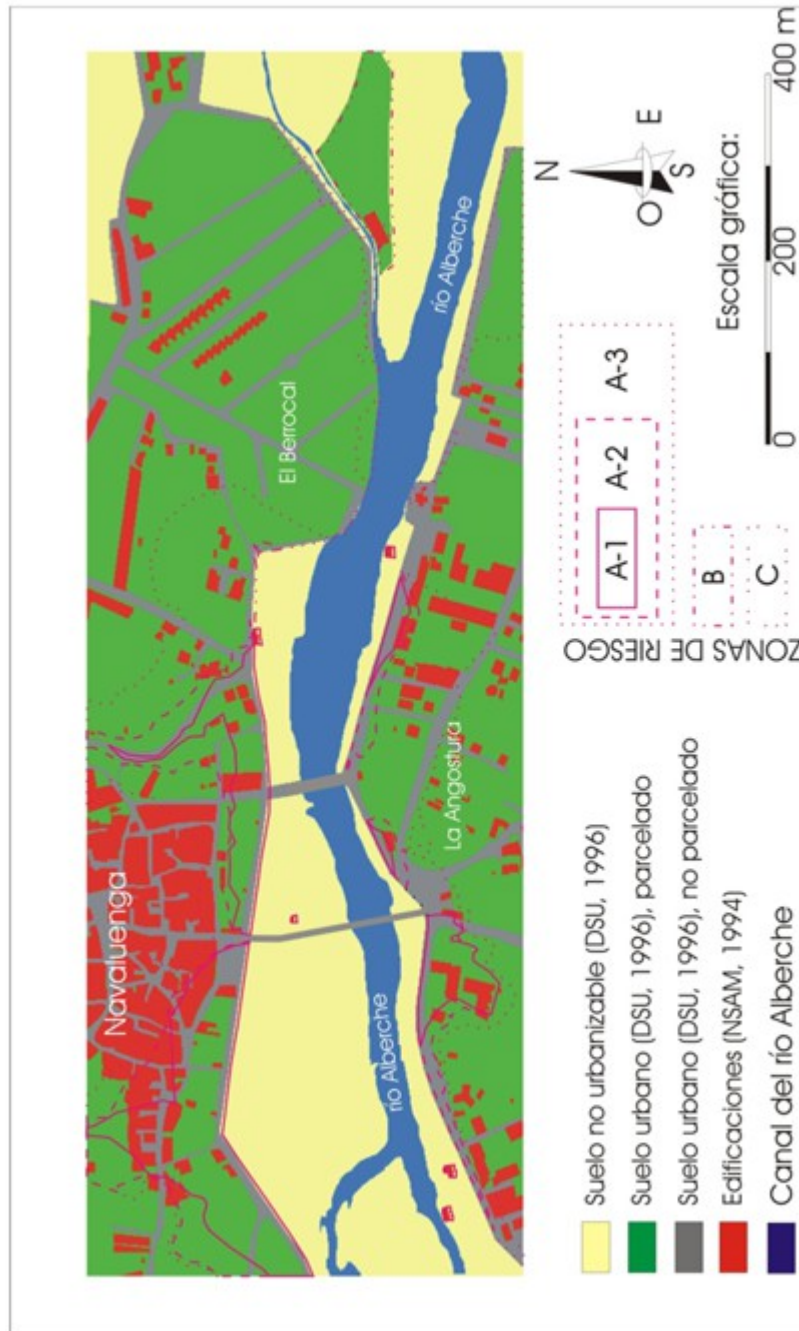 Navaluenga
El Berrocal
La Angostura
río Alberche
río Alberche
Suelo no urbanizable (DSU, 1996)
Suelo urbano (DSU, 1996), parcelado
Suelo urbano (DSU, 1996), no parcelado
Edificaciones (NSAM, 1994)
Canal del río Alberche
ZONAS DE RIESGO
A-1
A-2
A-3
B
C
N
O
E
S
Escala gráfica:
0
200
400 m